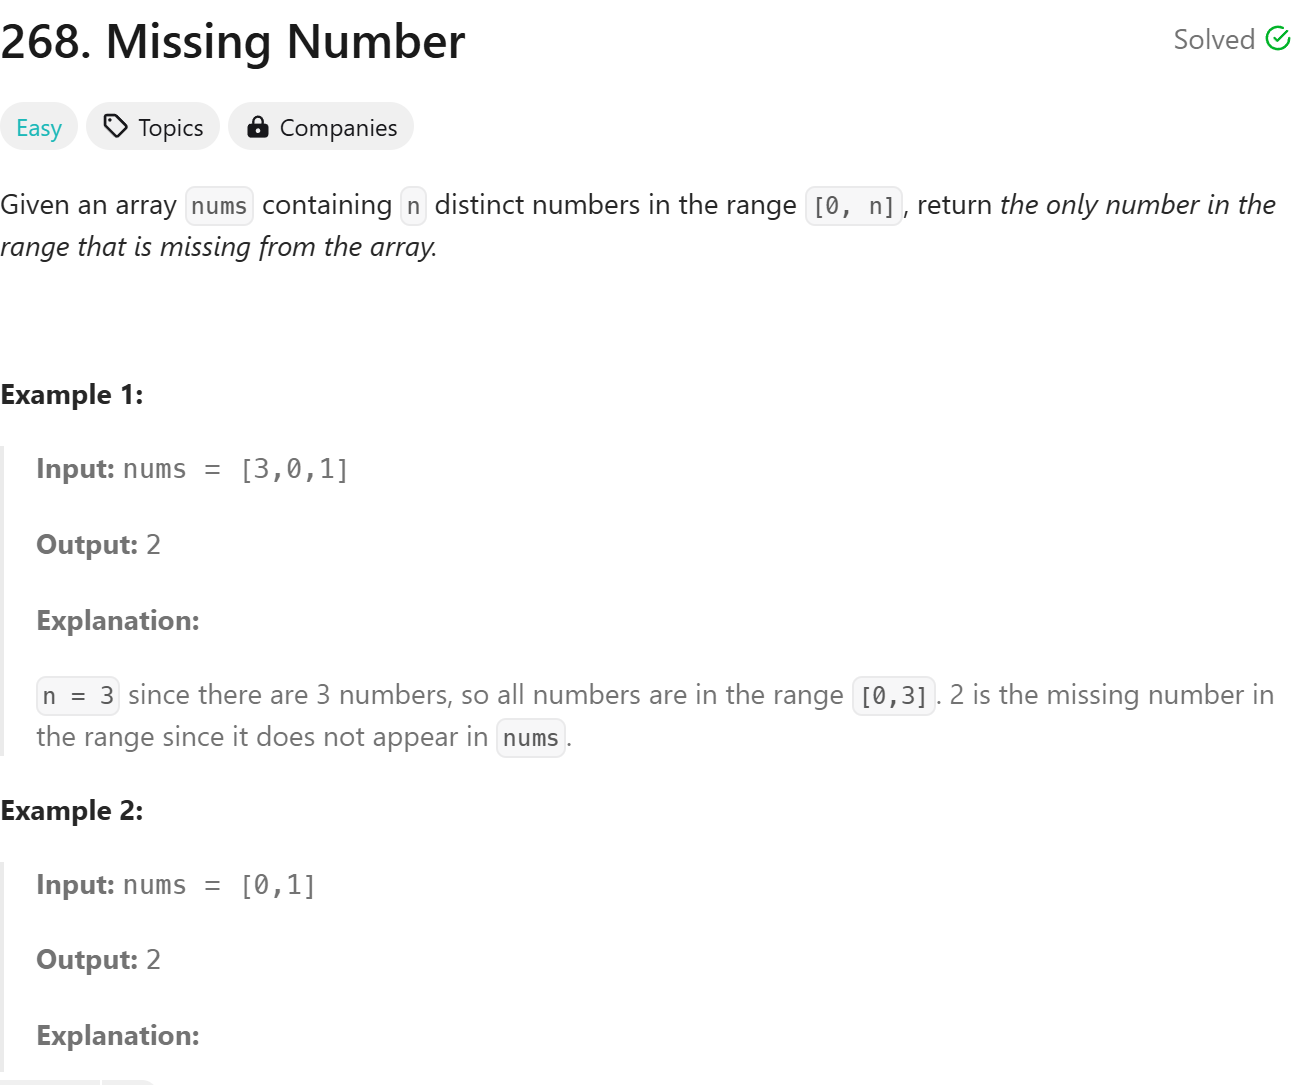 268. Missing Number
Solved
Easy
Topics
Companies
Given an array nums containing n distinct numbers in the range [0, n], return the only number in the
range that is missing from the array.
Example 1:
Input: nums = [3,0,1]
Output: 2
Explanation:
n = 3 since there are 3 numbers, so all numbers are in the range [0,3]. 2 is the missing number in
the range since it does not appear in nums.
Example 2:
Input: nums = [0,1]
Output: 2
Explanation: